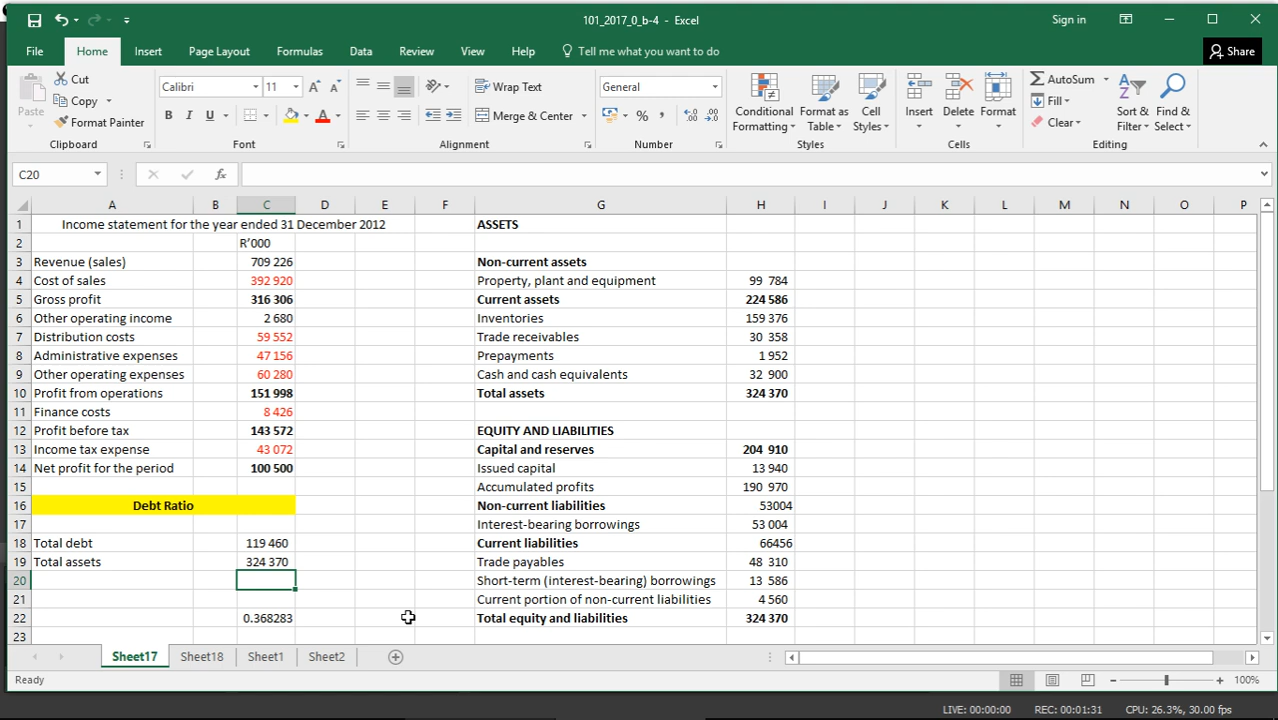 101_2017_0_b-4 - Excel
Sign in
File Home Insert Page Layout Formulas Data Review View Help Tell me what you want to do Share
Paste
Cut
Copy
Format Painter
Clipboard
Calibri 11
B I U A
Font
Wrap Text
Merge & Center
Alignment
General
%
Number
Conditional Formatting
Format as Table
Cell Styles
Styles
Insert Delete Format
Cells
AutoSum
Fill
Clear
Sort & Filter
Find & Select
Editing
C20 fx
A B C D E F G H I J K L M N O P
1 Income statement for the year ended 31 December 2012 ASSETS
2 R'000
3 Revenue (sales) 709 226 Non-current assets
4 Cost of sales 392 920 Property, plant and equipment 99 784
5 Gross profit 316 306 Current assets 224 586
6 Other operating income 2 680 Inventories 159 376
7 Distribution costs 59 552 Trade receivables 30 358
8 Administrative expenses 47 156 Prepayments 1 952
9 Other operating expenses 60 280 Cash and cash equivalents 32 900
10 Profit from operations 151 998 Total assets 324 370
11 Finance costs 8 426
12 Profit before tax 143 572 EQUITY AND LIABILITIES
13 Income tax expense 43 072 Capital and reserves 204 910
14 Net profit for the period 100 500 Issued capital 13 940
15 Accumulated profits 190 970
16 Debt Ratio Non-current liabilities 53004
17 Interest-bearing borrowings 53 004
18 Total debt 119 460 Current liabilities 66456
19 Total assets 324 370 Trade payables 48 310
20 Short-term (interest-bearing) borrowings 13 586
21 Current portion of non-current liabilities 4 560
22 0.368283 Total equity and liabilities 324 370
23
Sheet17 Sheet18 Sheet1 Sheet2
Ready 100%
LIVE: 00:00:00 REC: 00:01:31 CPU: 26.3%, 30.00 fps